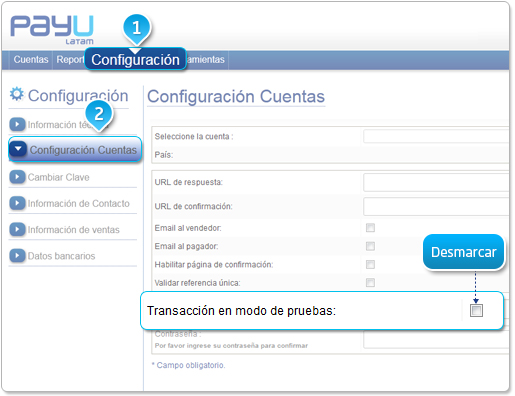 PAYU
LATAM
1
Cuentas Report Configuración amientas
Configuración
Configuración Cuentas
2
Información té
Configuración Cuentas
Cambiar Clave
Información de Contacto
Información de ventas
Datos bancarios
Seleccione la cuenta :
País:
URL de respuesta:
URL de confirmación:
Email al vendedor:
Email al pagador:
Habilitar página de confirmación:
Validar referencia única:
Desmarcar
Transacción en modo de pruebas:
Contraseña :
Por favor ingrese su contraseña para confirmar
* Campo obligatorio.